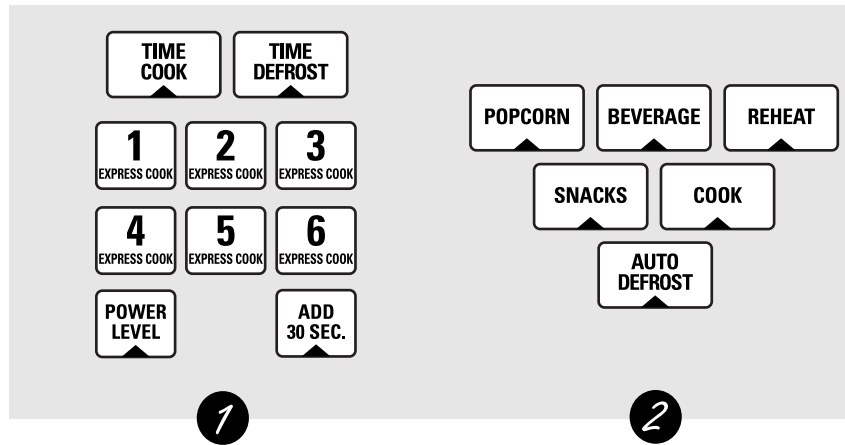 TIME
COOK
TIME
DEFROST
1
EXPRESS COOK
2
EXPRESS COOK
3
EXPRESS COOK
4
EXPRESS COOK
5
EXPRESS COOK
6
EXPRESS COOK
POWER
LEVEL
ADD
30 SEC.
1
POPCORN
BEVERAGE
REHEAT
SNACKS
COOK
AUTO
DEFROST
2